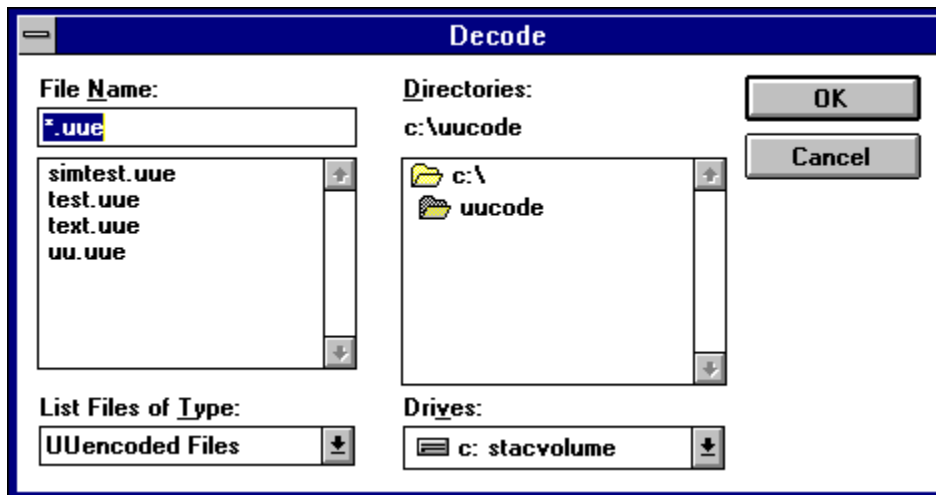 Decode
File Name:
*.uue
simtest.uue
test.uue
text.uue
uu.uue
List Files of Type:
UUencoded Files
Directories:
c:\uucode
c:\
uucode
Drives:
c: stacvolume
OK
Cancel